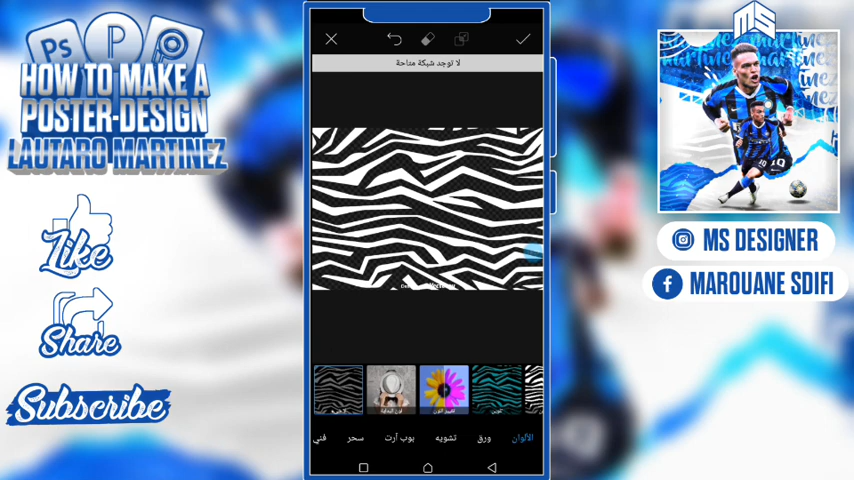 Ps P
HOW TO MAKE A
POSTER-DESIGN
LAUTARO MARTINEZ
Like
Share
Subscribe
لا توجد شبكة متاحة
الألوان
ورق
تشويه
بوب آرت
سحر
فني
MS
MS DESIGNER
MAROUANE SDIFI